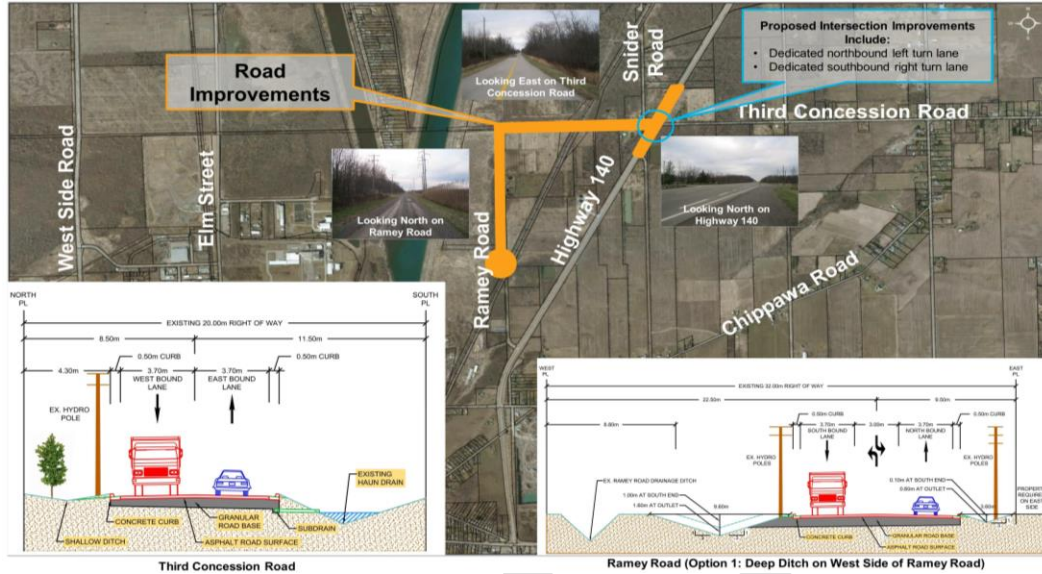 Road
Improvements
Looking East on Third
Concession Road
Snider
Road
Proposed Intersection Improvements
Include:
• Dedicated northbound left turn lane
• Dedicated southbound right turn lane
Third Concession Road
West Side Road
Elm Street
Looking North on
Ramey Road
Ramey Road
Highway 140
Looking North on
Highway 140
Chippawa Road
NORTH
PL
SOUTH
PL
EXISTING 20.00m RIGHT OF WAY
8.50m
11.50m
0.50m CURB
0.50m CURB
4.30m
3.70m
WEST BOUND
LANE
3.70m
EAST BOUND
LANE
EX. HYDRO
POLE
EXISTING
HAUN DRAIN
CONCRETE CURB
GRANULAR
ROAD BASE
SUBDRAIN
SHALLOW DITCH
ASPHALT ROAD SURFACE
Third Concession Road
WEST
PL
EAST
PL
EXISTING 32.00m RIGHT OF WAY
22.50m
9.50m
0.50m CURB
0.50m CURB
3.70m
SOUTH BOUND
LANE
3.00m
3.70m
NORTH BOUND
LANE
EX. HYDRO
POLES
EX. HYDRO
POLES
EX. RAMEY ROAD DRAINAGE DITCH
1.00m AT SOUTH END
1.60m AT OUTLET
0.10m AT SOUTH END
0.60m AT OUTLET
CONCRETE CURB
GRANULAR ROAD BASE
ASPHALT ROAD SURFACE
Ramey Road (Option 1: Deep Ditch on West Side of Ramey Road)